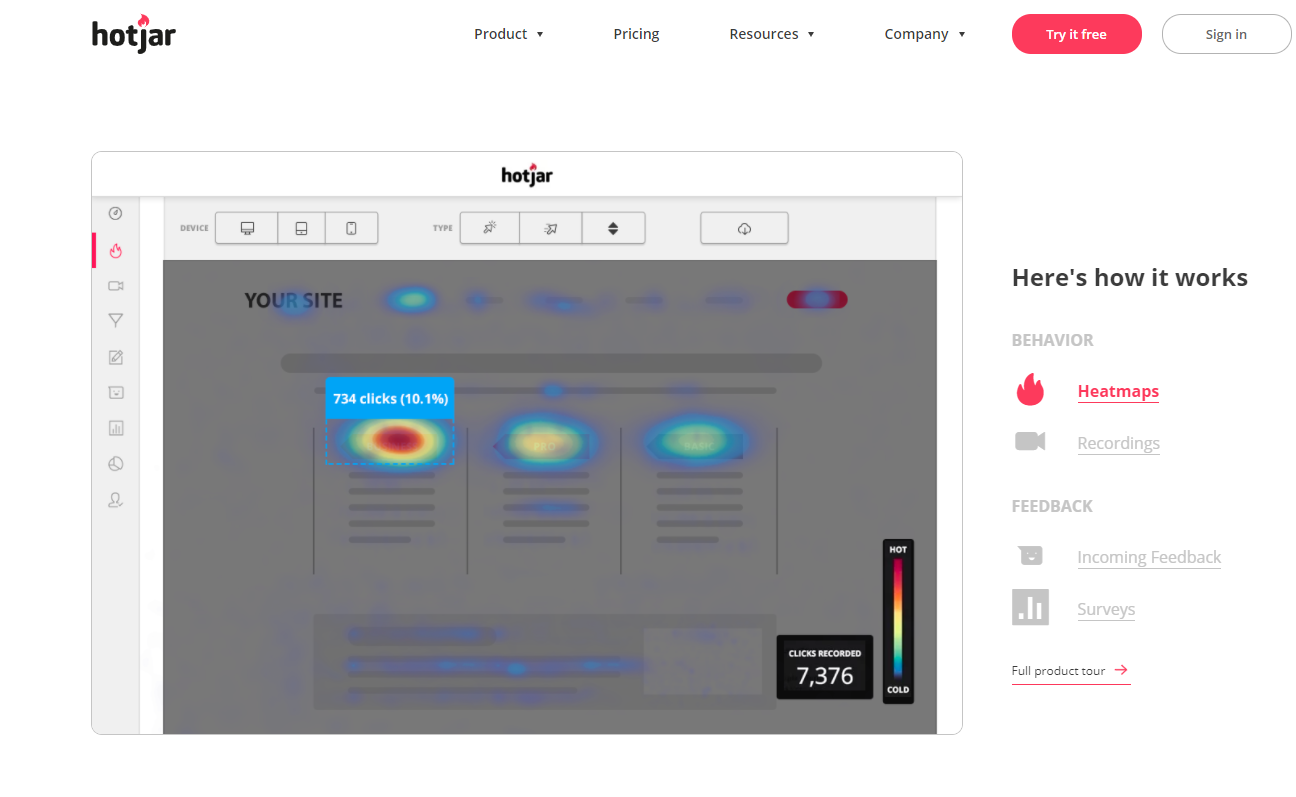 hotjar
Product
Pricing
Resources
Company
Try it free
Sign in
hotjar
DEVICE
TYPE
YOUR SITE
734 clicks (10.1%)
BASIC
HOT
CLICKS RECORDED
7,376
COLD
Here's how it works
BEHAVIOR
Heatmaps
Recordings
FEEDBACK
Incoming Feedback
Surveys
Full product tour